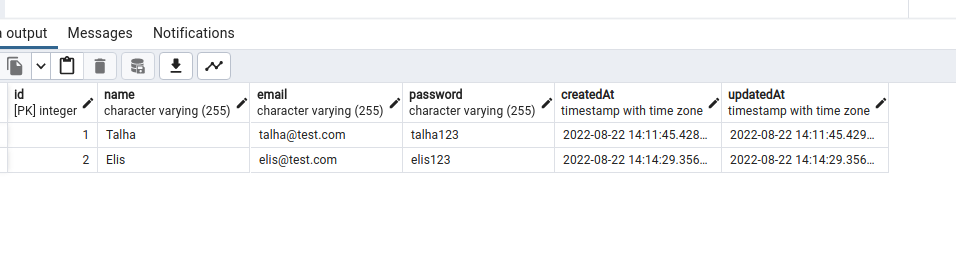 output Messages Notifications
id name email password createdAt updatedAt
[PK] integer character varying (255) character varying (255) character varying (255) timestamp with time zone timestamp with time zone
1 Talha talha@test.com talha123 2022-08-22 14:11:45.428... 2022-08-22 14:11:45.429...
2 Elis elis@test.com elis123 2022-08-22 14:14:29.356... 2022-08-22 14:14:29.356...